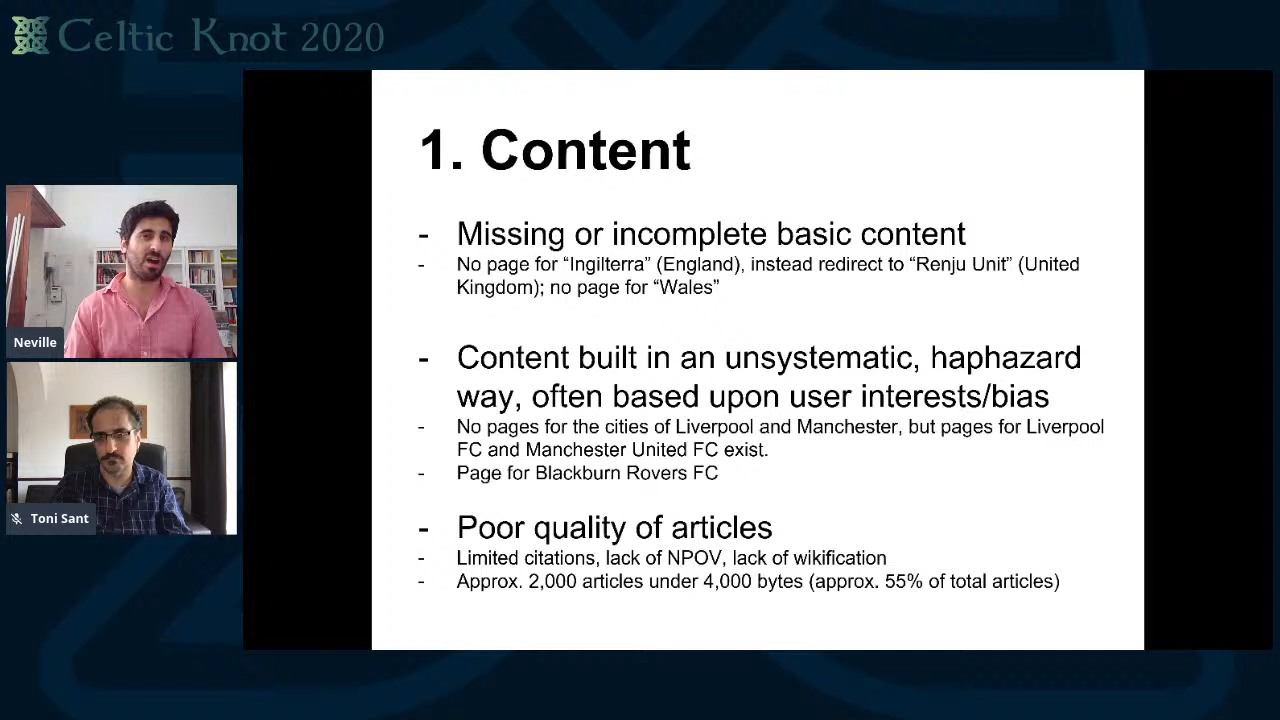 Celtic Knot 2020
1. Content
- Missing or incomplete basic content
- No page for “Ingilterra” (England), instead redirect to “Renju Unit” (United
Kingdom); no page for “Wales”
- Content built in an unsystematic, haphazard
way, often based upon user interests/bias
- No pages for the cities of Liverpool and Manchester, but pages for Liverpool
FC and Manchester United FC exist.
- Page for Blackburn Rovers FC
- Poor quality of articles
- Limited citations, lack of NPOV, lack of wikification
- Approx. 2,000 articles under 4,000 bytes (approx. 55% of total articles)
Neville
Toni Sant